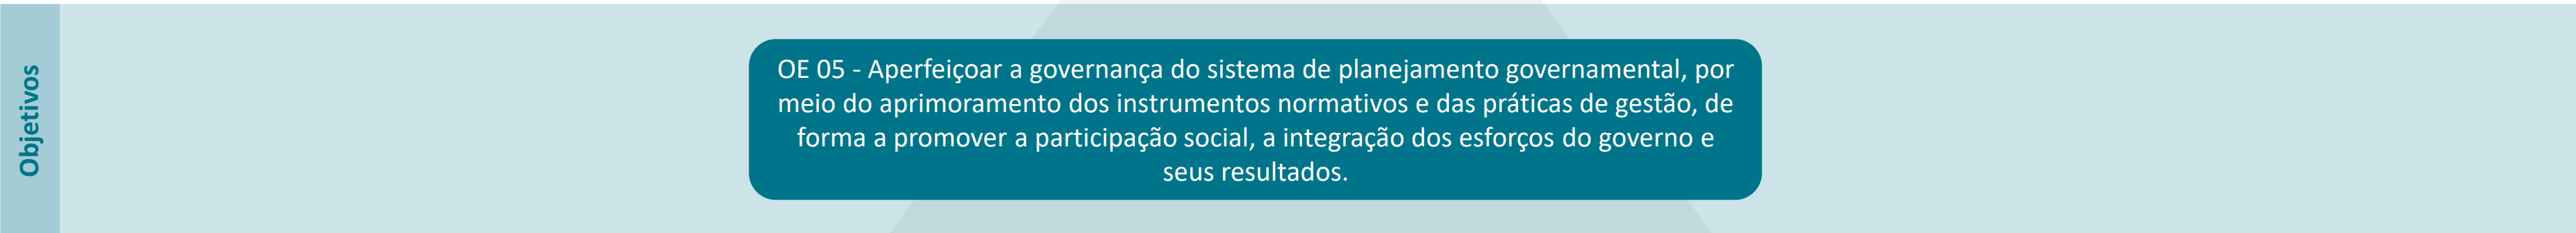 Objetivos
OE 05 - Aperfeiçoar a governança do sistema de planejamento governamental, por
meio do aprimoramento dos instrumentos normativos e das práticas de gestão, de
forma a promover a participação social, a integração dos esforços do governo e
seus resultados.